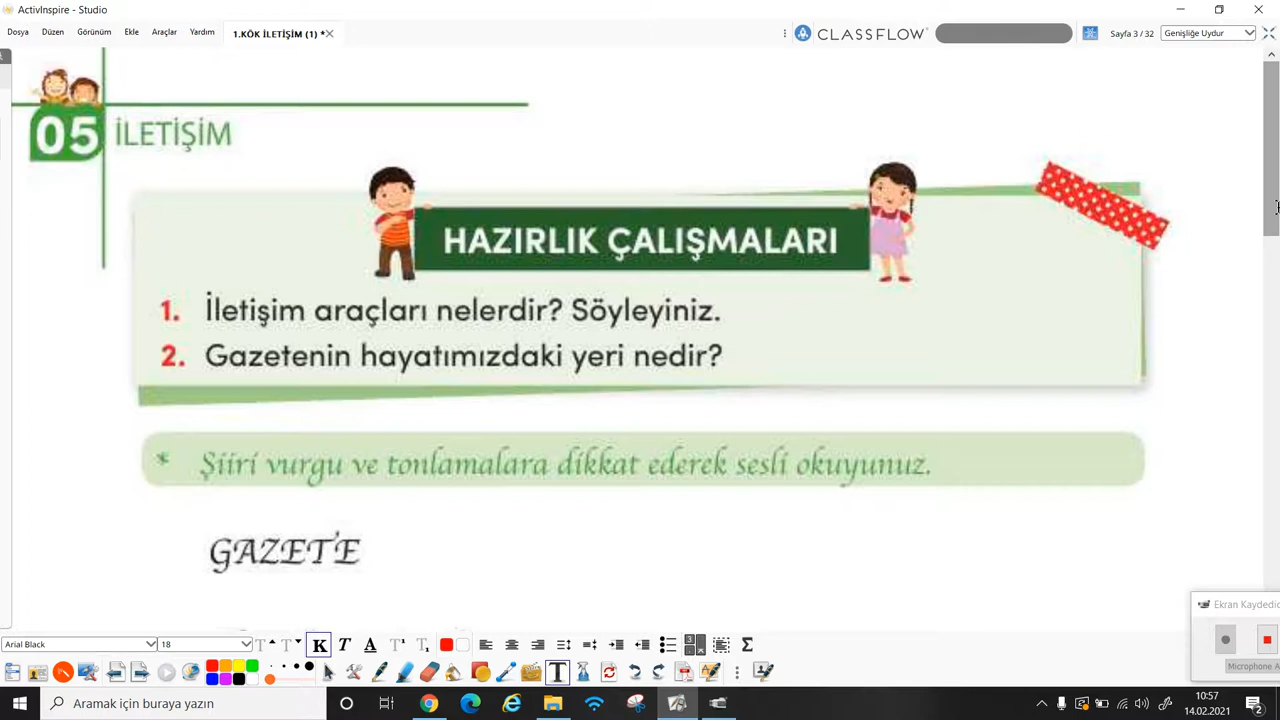 ActivInspire - Studio
Dosya Düzen Görünüm Ekle Araçlar Yardım 1.KÖK İLETİŞİM (1) * CLASSFLOW Sayfa 3 / 32 Genişliğe Uydur
05 İLETİŞİM
HAZIRLIK ÇALIŞMALARI
1. İletişim araçları nelerdir? Söyleyiniz.
2. Gazetenin hayatımızdaki yeri nedir?
* Şiiri vurgu ve tonlamalara dikkat ederek sesli okuyunuz.
GAZETE
Ekran Kaydedic
Microphone A
Arial Black 18 K T A
Aramak için buraya yazın
10:57
14.02.2021
2